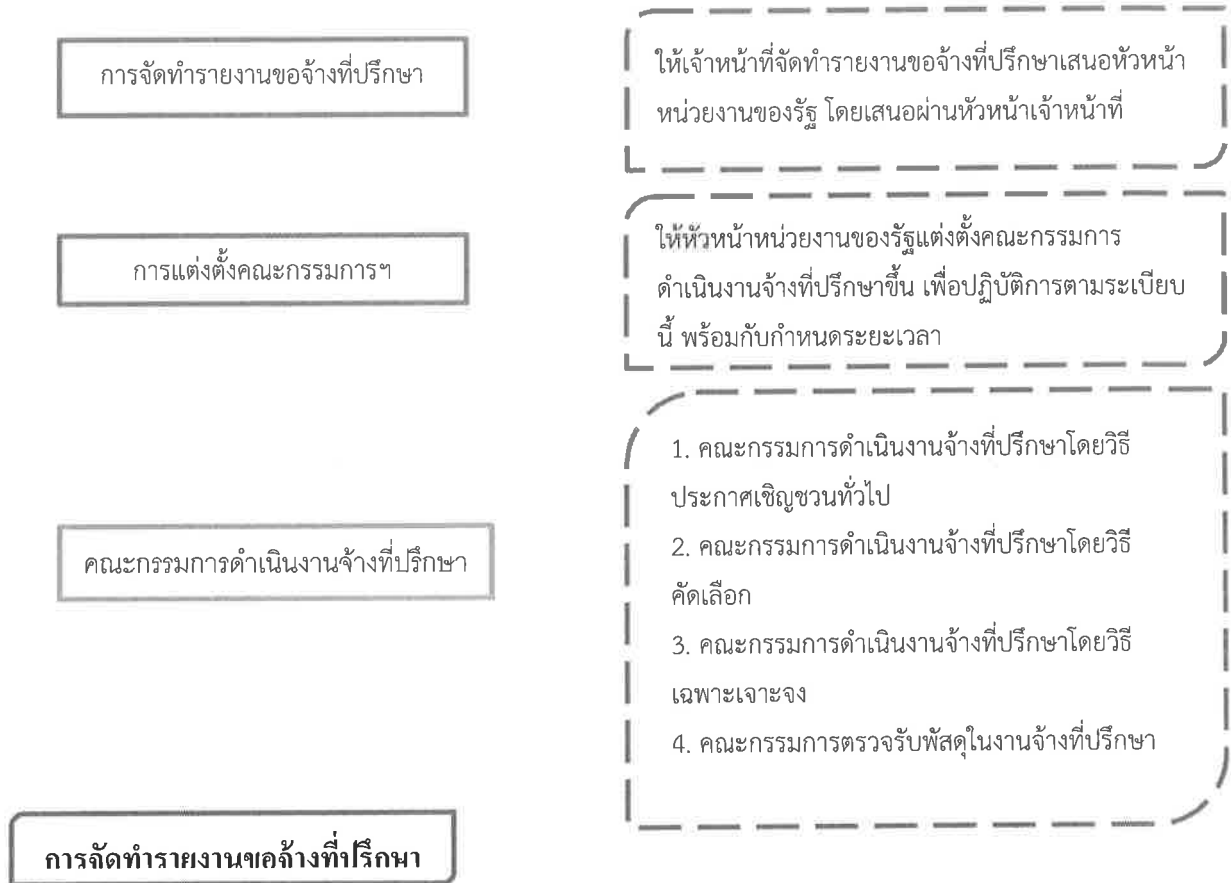 การจัดทำรายงานขอจ้างที่ปรึกษา
ให้เจ้าหน้าที่จัดทำรายงานขอจ้างที่ปรึกษาเสนอหัวหน้า
หน่วยงานของรัฐ โดยเสนอผ่านหัวหน้าเจ้าหน้าที่
การแต่งตั้งคณะกรรมการฯ
ให้หัวหน้าหน่วยงานของรัฐแต่งตั้งคณะกรรมการ
ดำเนินงานจ้างที่ปรึกษาขึ้น เพื่อปฏิบัติการตามระเบียบ
นี้ พร้อมกับกำหนดระยะเวลา
คณะกรรมการดำเนินงานจ้างที่ปรึกษา
1. คณะกรรมการดำเนินงานจ้างที่ปรึกษาโดยวิธี
ประกาศเชิญชวนทั่วไป
2. คณะกรรมการดำเนินงานจ้างที่ปรึกษาโดยวิธี
คัดเลือก
3. คณะกรรมการดำเนินงานจ้างที่ปรึกษาโดยวิธี
เฉพาะเจาะจง
4. คณะกรรมการตรวจรับพัสดุในงานจ้างที่ปรึกษา
การจัดทำรายงานขอจ้างที่ปรึกษา